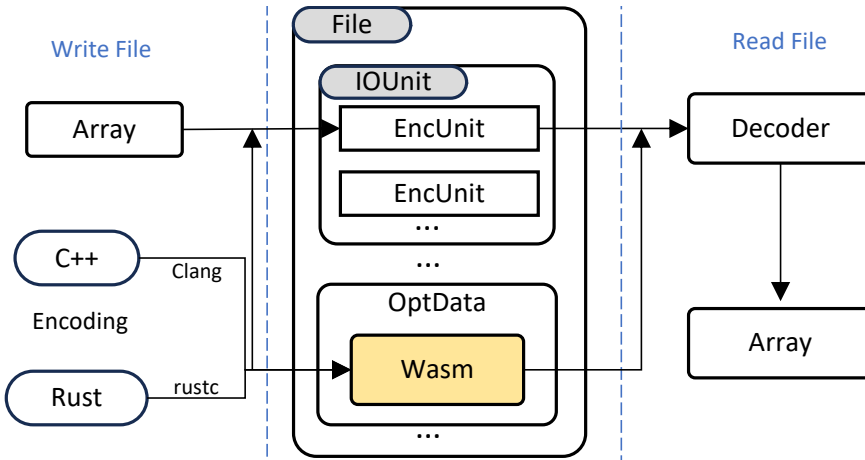 Write File
File
Read File
IOUnit
Array
EncUnit
Decoder
EncUnit
...
C++
Clang
...
Encoding
OptData
Wasm
Array
Rust
rustc
...